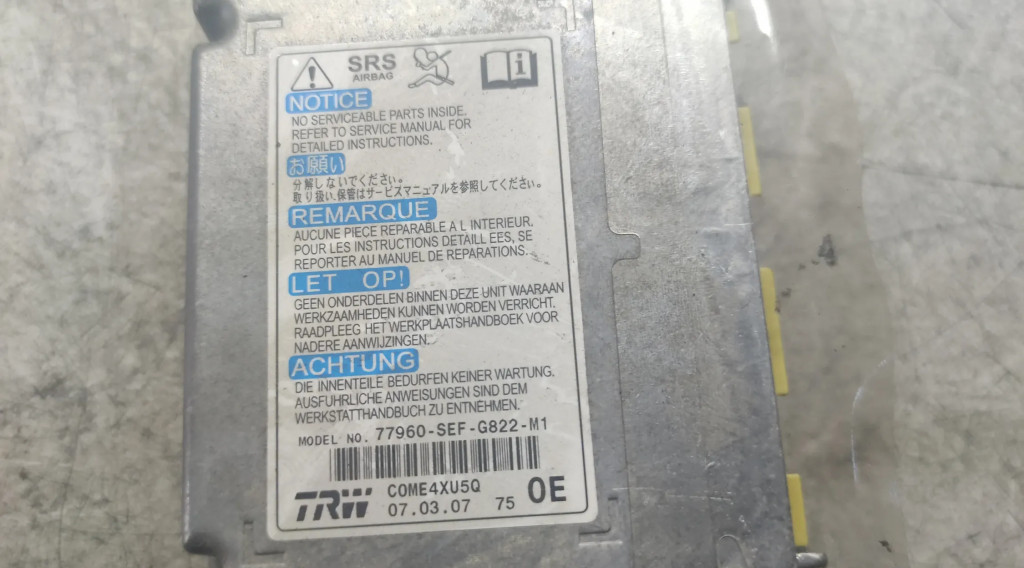 SRS
AIRBAG
NOTICE
NO SERVICEABLE PARTS INSIDE.
REFER TO SERVICE MANUAL FOR
DETAILED INSTRUCTIONS.
お願い
分解しないでください。
取り扱い、保管はサービスマニュアルを参照してください。
REMARQUE
AUCUNE PIECE REPARABLE A L INTERIEUR.
POUR LES INSTRUCTIONS DETAILL EES, SE
REPORTER AU MANUEL DE REPARATIONS.
LET OP!
GEEN ONDERDELEN BINNEN DEZE UNIT WAARAAN
WERKZAAMHEDEN KUNNEN WORDEN VERRICHT.
RAADPLEEG HET WERKPLAATSHANDBOEK VOOR
NADERE AANWIJZINGEN.
ACHTUNG
DIE INNENTEILE BEDURFEN KEINER WARTUNG.
AUSFUHRLICHE ANWEISUNGEN SIND DEM
WERKSTATTHANDBUCH ZU ENTNEHMEN.
MODEL NO. 77960-SEF-G822-M1
TRW C0ME4XU5Q 0E
07.03.07 75